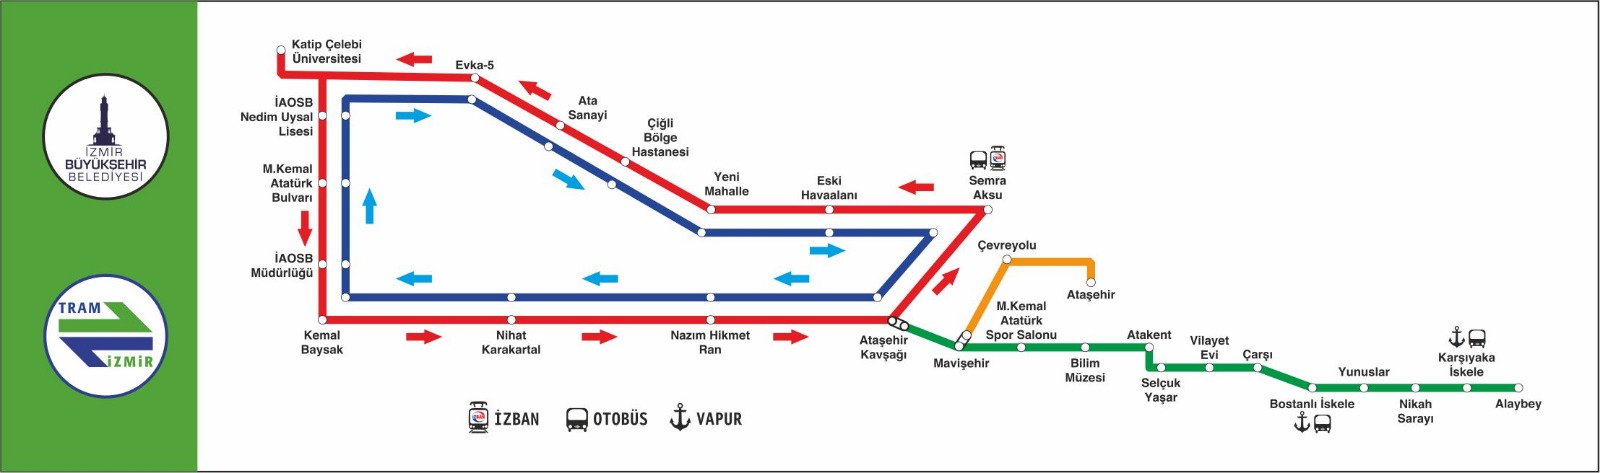 İZMİR
BÜYÜKŞEHİR
BELEDİYESİ
TRAM
İZMİR
Katip Çelebi
Üniversitesi
Evka-5
İAOSB
Nedim Uysal
Lisesi
Ata
Sanayi
Çiğli
Bölge
Hastanesi
M.Kemal
Atatürk
Bulvarı
Yeni
Mahalle
Eski
Havaalanı
Semra
Aksu
İAOSB
Müdürlüğü
Çevreyolu
Ataşehir
Kemal
Baysak
Nihat
Karakartal
Nazım Hikmet
Ran
Ataşehir
Kavşağı
Mavişehir
M.Kemal
Atatürk
Spor Salonu
Bilim
Müzesi
Atakent
Selçuk
Yaşar
Vilayet
Evi
Çarşı
Bostanlı İskele
Yunuslar
Nikah
Sarayı
Karşıyaka
İskele
Alaybey
İZBAN
OTOBÜS
VAPUR